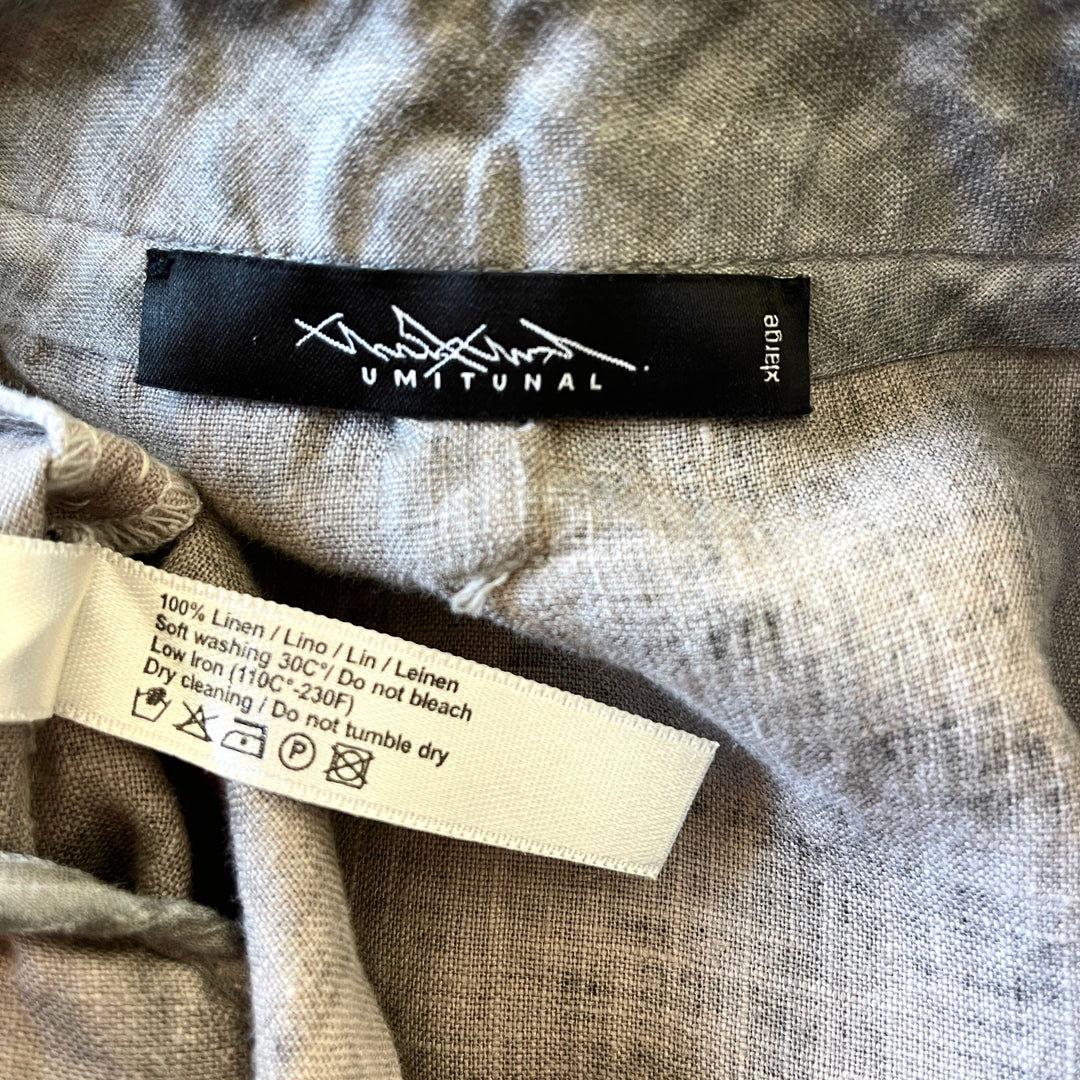 UMITUNAL
xlarge
100% Linen / Lino / Lin / Leinen
Soft washing 30C°/ Do not bleach
Low Iron (110C°-230F)
Dry cleaning / Do not tumble dry
P